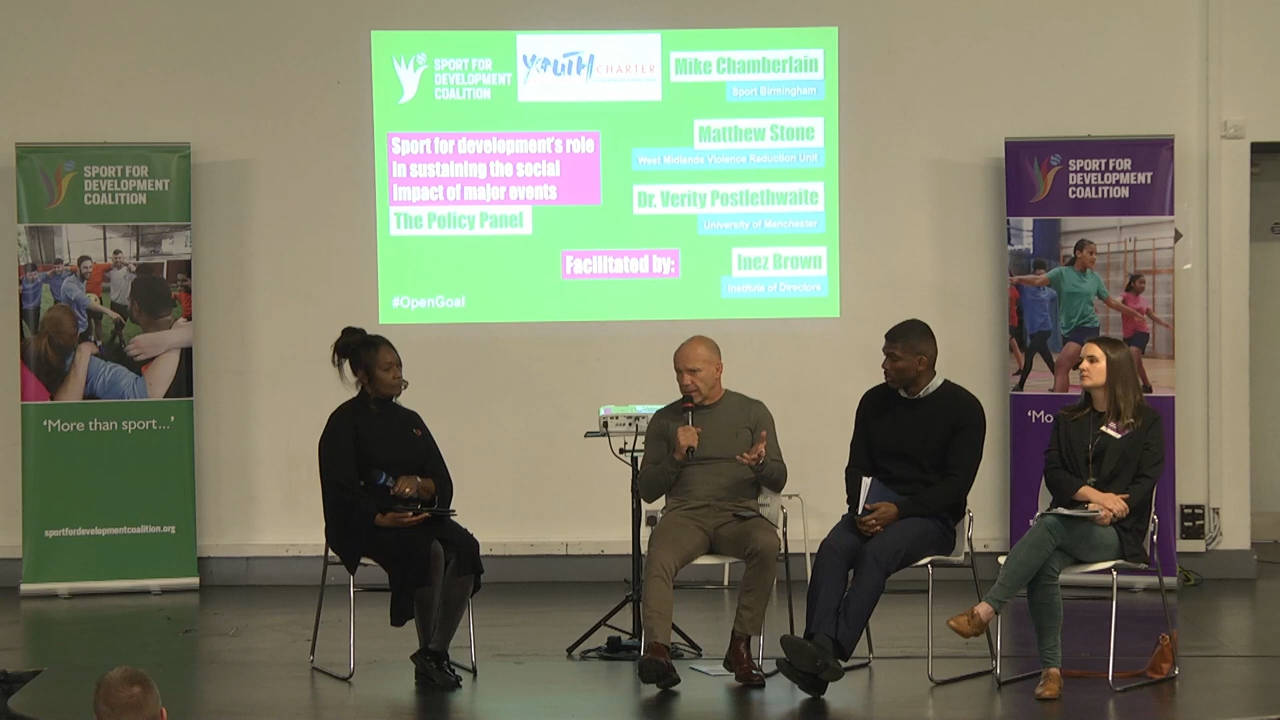 SPORT FOR
DEVELOPMENT
COALITION
YOUTH CHARTER
Mike Chamberlain
Sport Birmingham
Sport for development's role
in sustaining the social
impact of major events
The Policy Panel
Matthew Stone
West Midlands Violence Reduction Unit
Dr. Verity Postlethwaite
University of Manchester
Facilitated by:
Inez Brown
Institute of Directors
#OpenGoal
SPORT FOR
DEVELOPMENT
COALITION
'More than sport...'
sportfordevelopmentcoalition.org
SPORT FOR
DEVELOPMENT
COALITION
'Mo